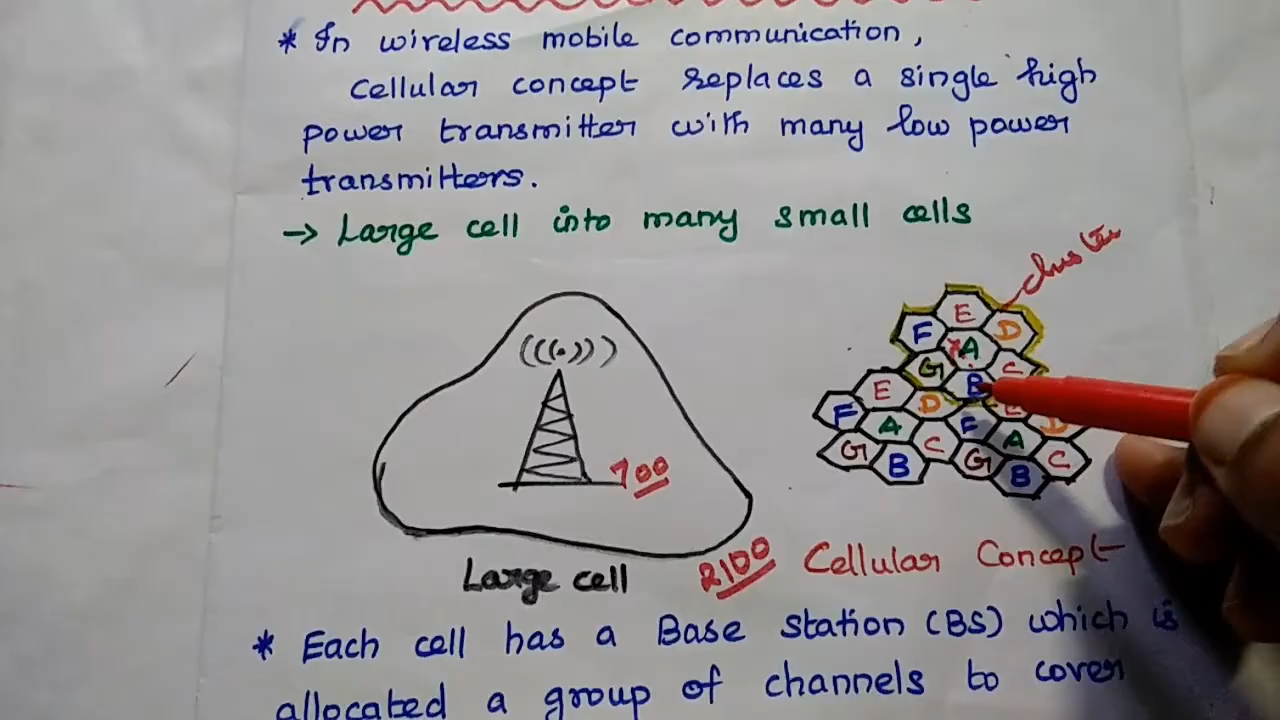 * In wireless mobile communication,
cellular concept replaces a single high
power transmitter with many low power
transmitters.
→ Large cell into many small cells
cluster
E
F D
A
G C
B
E D E D
F A F A
G C G C
B B
(((·)))
700
Large cell
2100
Cellular Concept
* Each cell has a Base station (BS) which is
allocated a group of channels to cover